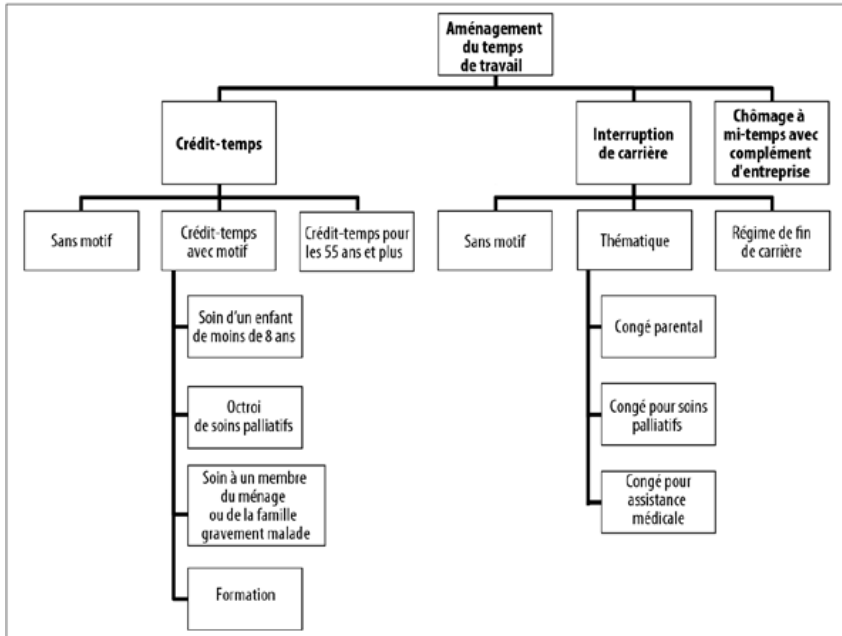 Aménagement
du temps
de travail
Crédit-temps
Interruption
de carrière
Chômage à
mi-temps avec
complément
d'entreprise
Sans motif
Crédit-temps
avec motif
Crédit-temps pour
les 55 ans et plus
Sans motif
Thématique
Régime de fin
de carrière
Soin d'un enfant
de moins de 8 ans
Octroi
de soins palliatifs
Soin à un membre
du ménage
ou de la famille
gravement malade
Formation
Congé parental
Congé pour soins
palliatifs
Congé pour
assistance
médicale